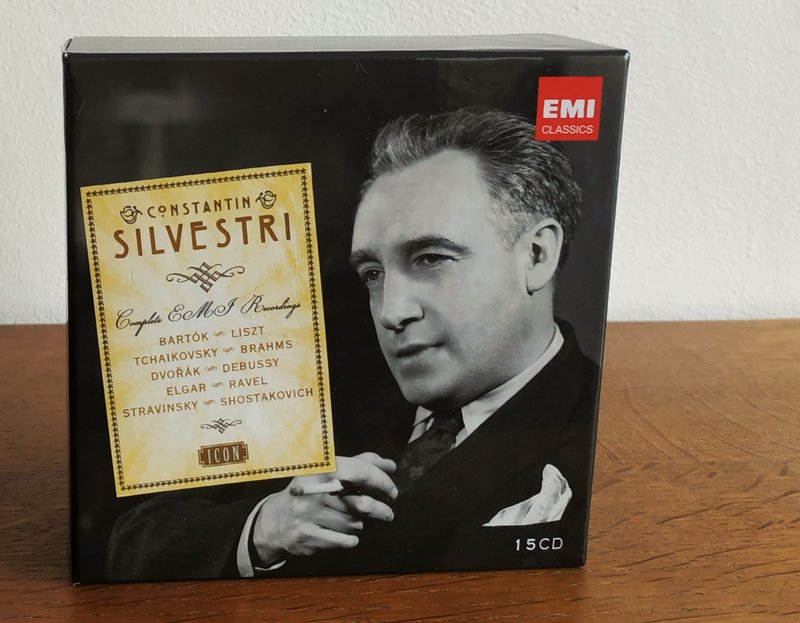 EMI
CLASSICS
CONSTANTIN
SILVESTRI
Complete EMI Recordings
BARTÓK ~ LISZT
TCHAIKOVSKY ~ BRAHMS
DVOŘÁK ~ DEBUSSY
ELGAR ~ RAVEL
STRAVINSKY ~ SHOSTAKOVICH
ICON
15CD